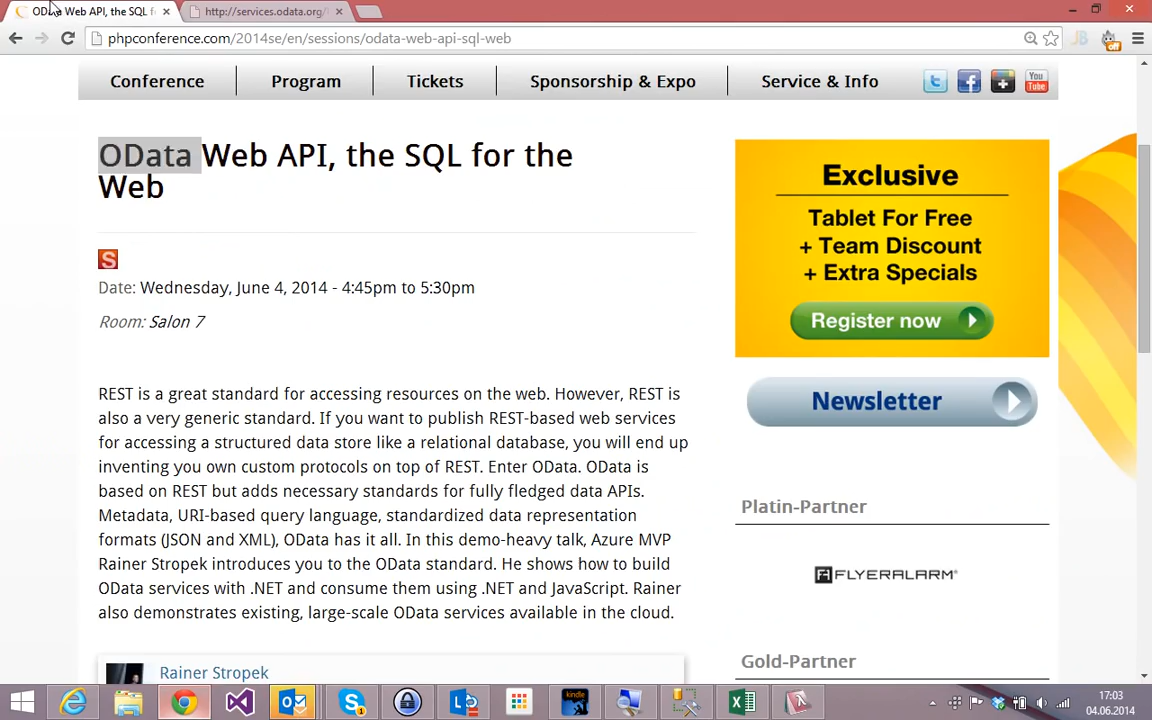 OData Web API, the SQL f
http://services.odata.org/
phpconference.com/2014se/en/sessions/odata-web-api-sql-web
off
Conference
Program
Tickets
Sponsorship & Expo
Service & Info
You
Tube
OData Web API, the SQL for the
Web
S
Date: Wednesday, June 4, 2014 - 4:45pm to 5:30pm
Room: Salon 7
REST is a great standard for accessing resources on the web. However, REST is
also a very generic standard. If you want to publish REST-based web services
for accessing a structured data store like a relational database, you will end up
inventing you own custom protocols on top of REST. Enter OData. OData is
based on REST but adds necessary standards for fully fledged data APIs.
Metadata, URI-based query language, standardized data representation
formats (JSON and XML), OData has it all. In this demo-heavy talk, Azure MVP
Rainer Stropek introduces you to the OData standard. He shows how to build
OData services with .NET and consume them using .NET and JavaScript. Rainer
also demonstrates existing, large-scale OData services available in the cloud.
Rainer Stropek
Exclusive
Tablet For Free
+ Team Discount
+ Extra Specials
Register now
Newsletter
Platin-Partner
FLYERALARM
Gold-Partner
kindle
17:03
04.06.2014